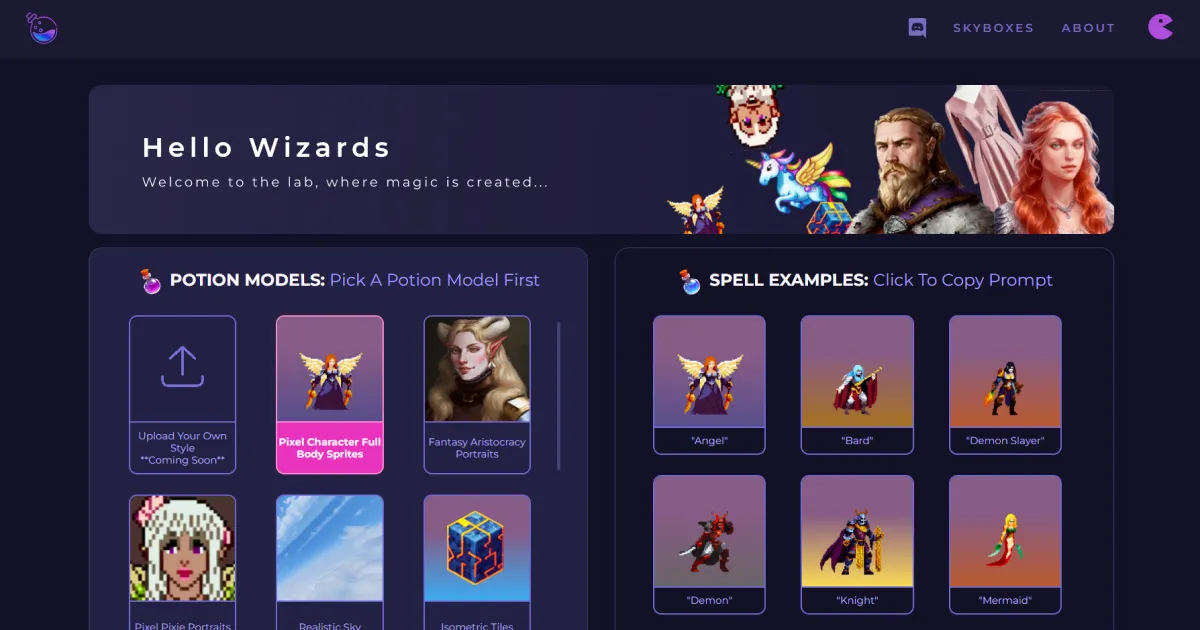 SKYBOXES
ABOUT
Hello Wizards
Welcome to the lab, where magic is created...
POTION MODELS: Pick A Potion Model First
Upload Your Own
Style
**Coming Soon**
Pixel Character Full
Body Sprites
Fantasy Aristocracy
Portraits
Pixel Pixie Portraits
Realistic Sky
Isometric Tiles
SPELL EXAMPLES: Click To Copy Prompt
"Angel"
"Bard"
"Demon Slayer"
"Demon"
"Knight"
"Mermaid"